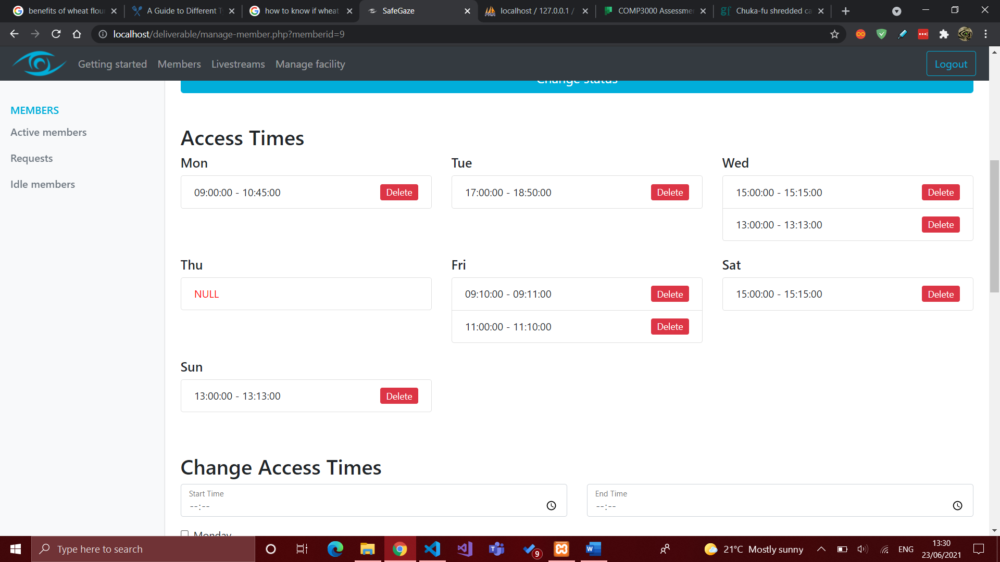 benefits of wheat flour
A Guide to Different T
how to know if wheat
SafeGaze
localhost / 127.0.0.1 /
COMP3000 Assessme
Chuka-fu shredded ca
localhost/deliverable/manage-member.php?memberid=9
Getting started
Members
Livestreams
Manage facility
Logout
Change status
MEMBERS
Active members
Requests
Idle members
Access Times
Mon
09:00:00 - 10:45:00 Delete
Tue
17:00:00 - 18:50:00 Delete
Wed
15:00:00 - 15:15:00 Delete
13:00:00 - 13:13:00 Delete
Thu
NULL
Fri
09:10:00 - 09:11:00 Delete
11:00:00 - 11:10:00 Delete
Sat
15:00:00 - 15:15:00 Delete
Sun
13:00:00 - 13:13:00 Delete
Change Access Times
Start Time
--:--
End Time
--:--
Monday
Type here to search
9
21°C Mostly sunny
ENG
13:30
23/06/2021